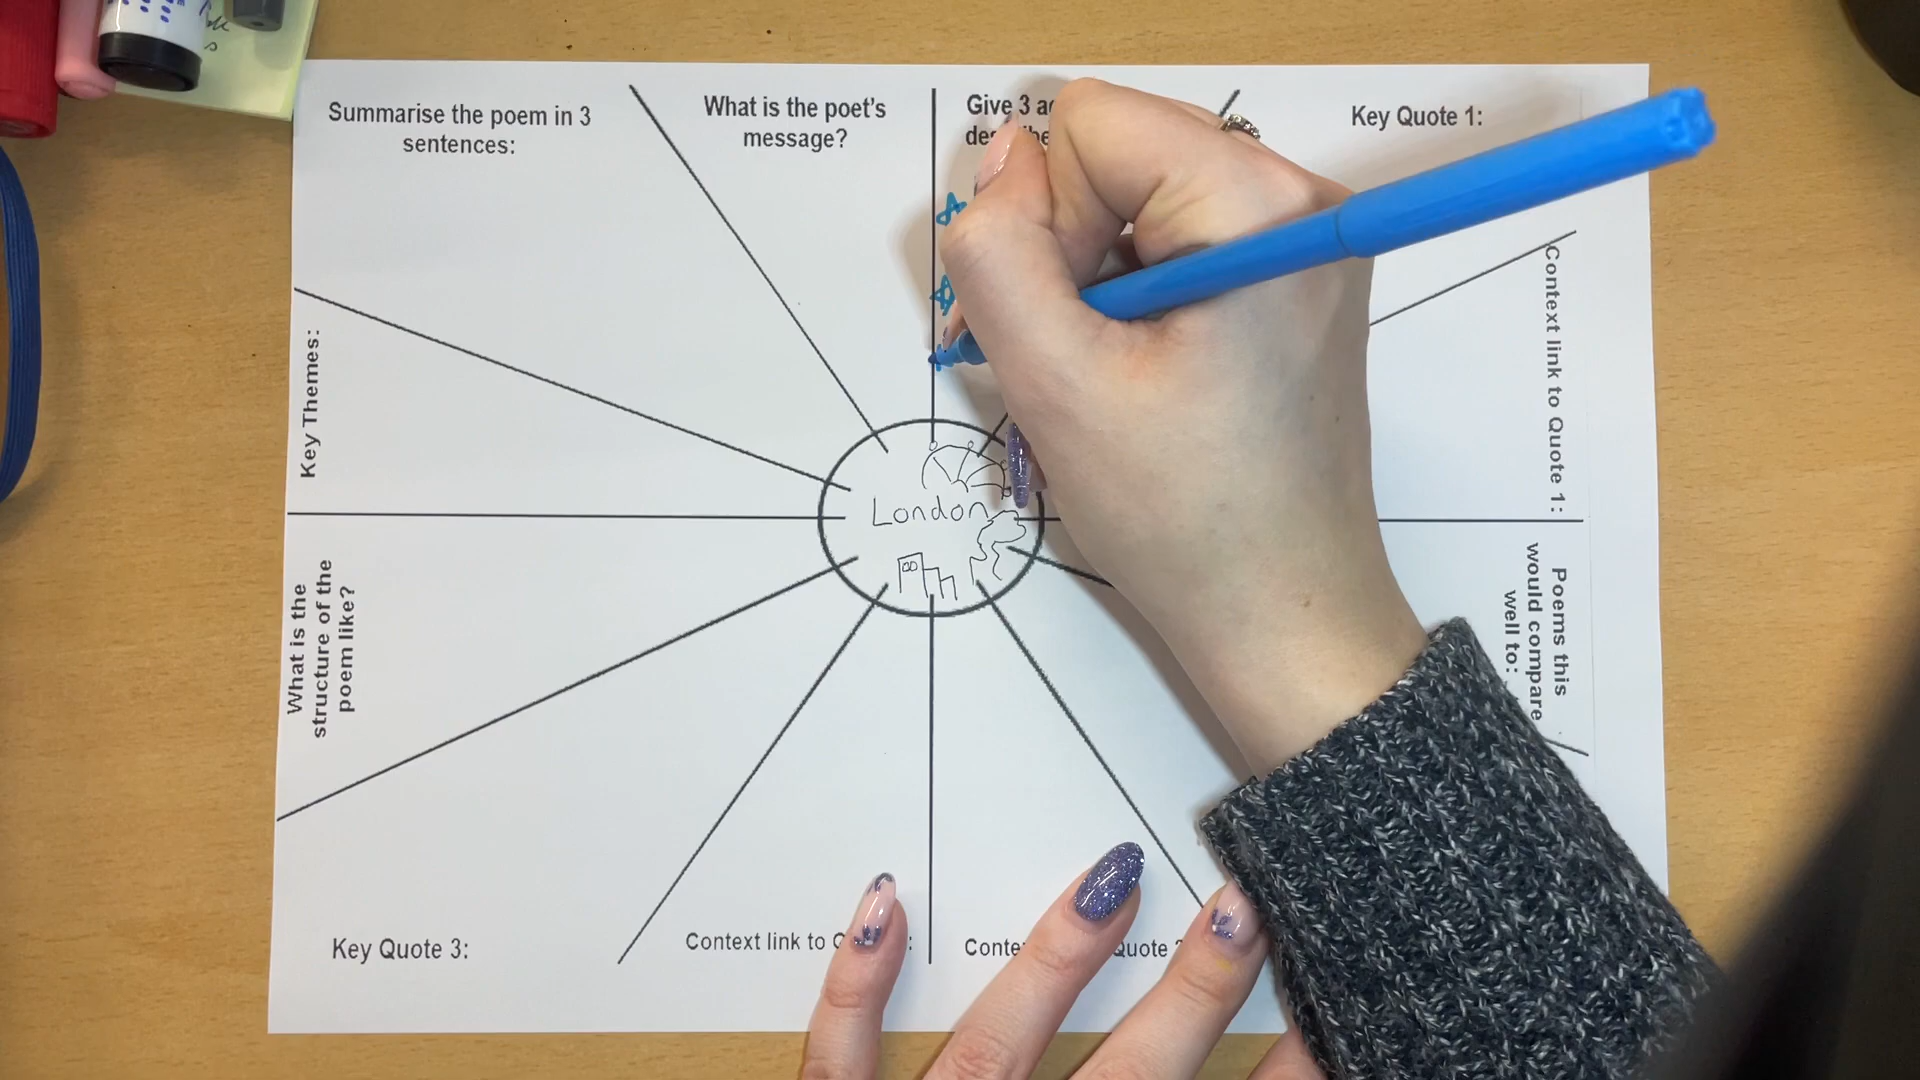 Summarise the poem in 3
sentences:
What is the poet's
message?
Give 3
Key Quote 1:
Context link to Quote 1:
Poems this
would compare
well to:
Key Themes:
London
What is the
structure of the
poem like?
Key Quote 3:
Context link to
Quote